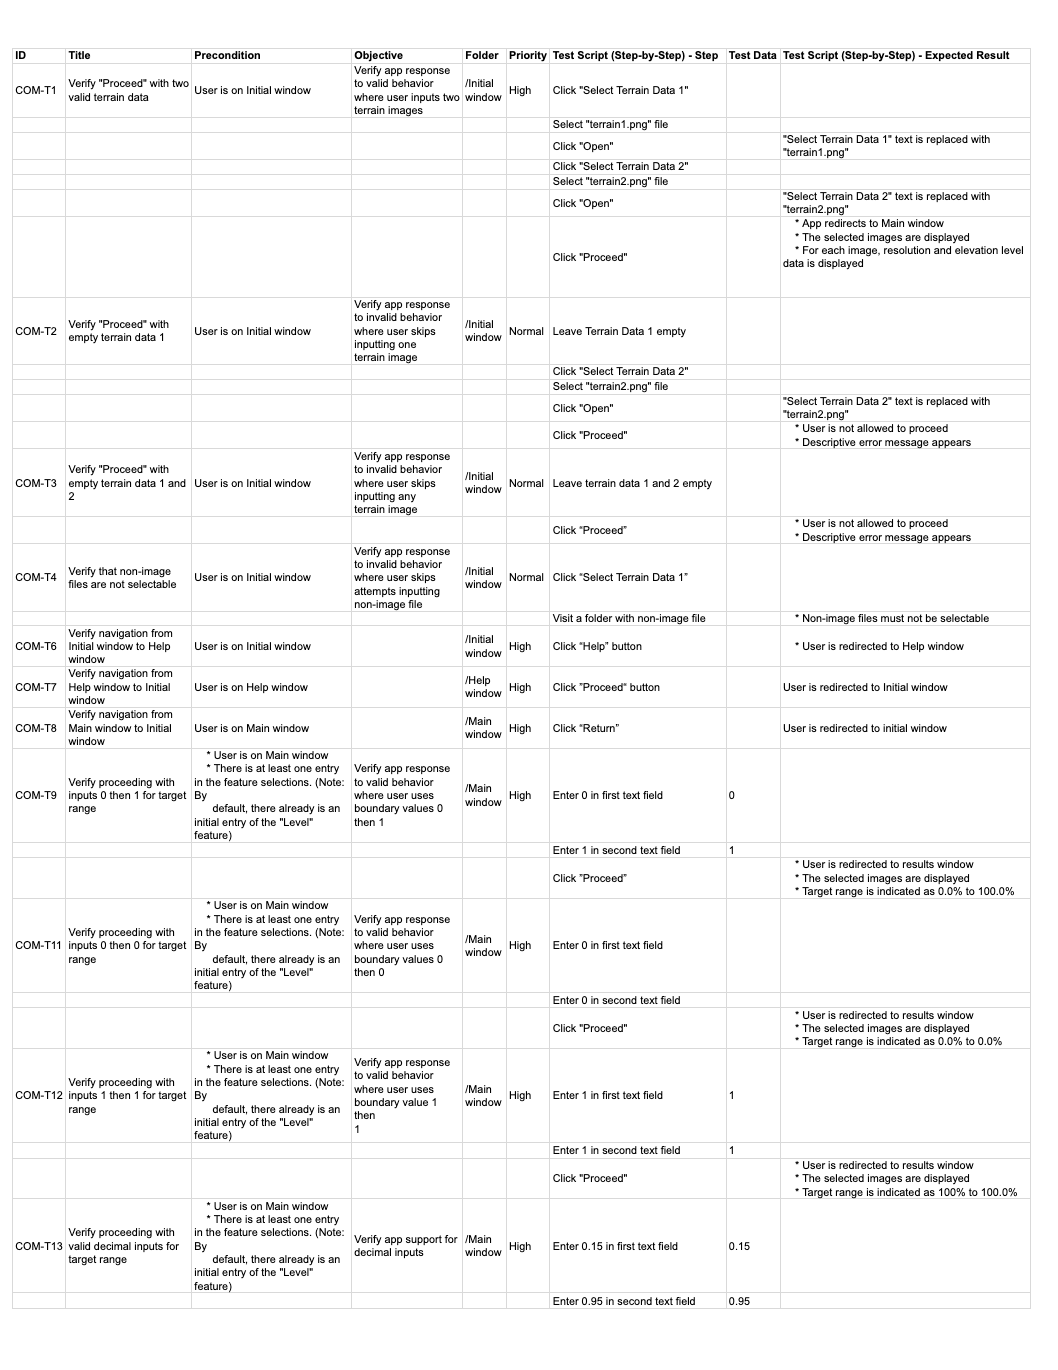 ID Title Precondition Objective Folder Priority Test Script (Step-by-Step) - Step Test Data Test Script (Step-by-Step) - Expected Result
COM-T1
Verify "Proceed" with two
valid terrain data
User is on Initial window
Verify app response
to valid behavior
where user inputs two
terrain images
/Initial
window
High
Click "Select Terrain Data 1"
Select "terrain1.png" file
Click "Open"
"Select Terrain Data 1" text is replaced with
"terrain1.png"
Click "Select Terrain Data 2"
Select "terrain2.png" file
Click "Open"
"Select Terrain Data 2" text is replaced with
"terrain2.png"
Click "Proceed"
* App redirects to Main window
* The selected images are displayed
* For each image, resolution and elevation level
data is displayed
COM-T2
Verify "Proceed" with
empty terrain data 1
User is on Initial window
Verify app response
to invalid behavior
where user skips
inputting one
terrain image
/Initial
window
Normal
Leave Terrain Data 1 empty
Click "Select Terrain Data 2"
Select "terrain2.png" file
Click "Open"
"Select Terrain Data 2" text is replaced with
"terrain2.png"
Click "Proceed"
* User is not allowed to proceed
* Descriptive error message appears
COM-T3
Verify "Proceed" with
empty terrain data 1 and
2
User is on Initial window
Verify app response
to invalid behavior
where user skips
inputting any
terrain image
/Initial
window
Normal
Leave terrain data 1 and 2 empty
Click “Proceed”
* User is not allowed to proceed
* Descriptive error message appears
COM-T4
Verify that non-image
files are not selectable
User is on Initial window
Verify app response
to invalid behavior
where user skips
attempts inputting
non-image file
/Initial
window
Normal
Click “Select Terrain Data 1”
Visit a folder with non-image file
* Non-image files must not be selectable
COM-T6
Verify navigation from
Initial window to Help
window
User is on Initial window
/Initial
window
High
Click “Help” button
* User is redirected to Help window
COM-T7
Verify navigation from
Help window to Initial
window
User is on Help window
/Help
window
High
Click ”Proceed“ button
User is redirected to Initial window
COM-T8
Verify navigation from
Main window to Initial
window
User is on Main window
/Main
window
High
Click “Return”
User is redirected to initial window
COM-T9
Verify proceeding with
inputs 0 then 1 for target
range
* User is on Main window
* There is at least one entry
in the feature selections. (Note:
By
default, there already is an
initial entry of the "Level"
feature)
Verify app response
to valid behavior
where user uses
boundary values 0
then 1
/Main
window
High
Enter 0 in first text field
0
Enter 1 in second text field
1
Click ”Proceed”
* User is redirected to results window
* The selected images are displayed
* Target range is indicated as 0.0% to 100.0%
COM-T11
Verify proceeding with
inputs 0 then 0 for target
range
* User is on Main window
* There is at least one entry
in the feature selections. (Note:
By
default, there already is an
initial entry of the "Level"
feature)
Verify app response
to valid behavior
where user uses
boundary values 0
then 0
/Main
window
High
Enter 0 in first text field
Enter 0 in second text field
Click "Proceed"
* User is redirected to results window
* The selected images are displayed
* Target range is indicated as 0.0% to 0.0%
COM-T12
Verify proceeding with
inputs 1 then 1 for target
range
* User is on Main window
* There is at least one entry
in the feature selections. (Note:
By
default, there already is an
initial entry of the "Level"
feature)
Verify app response
to valid behavior
where user uses
boundary value 1
then
1
/Main
window
High
Enter 1 in first text field
1
Enter 1 in second text field
1
Click "Proceed"
* User is redirected to results window
* The selected images are displayed
* Target range is indicated as 100% to 100.0%
COM-T13
Verify proceeding with
valid decimal inputs for
target range
* User is on Main window
* There is at least one entry
in the feature selections. (Note:
By
default, there already is an
initial entry of the "Level"
feature)
Verify app support for
decimal inputs
/Main
window
High
Enter 0.15 in first text field
0.15
Enter 0.95 in second text field
0.95